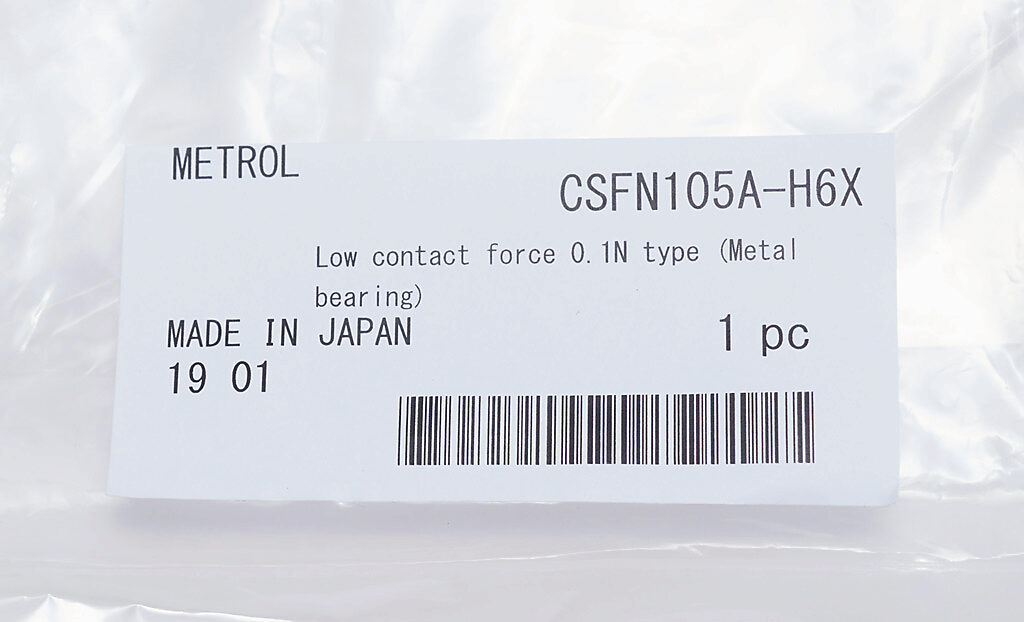 METROL
CSFN105A-H6X
Low contact force 0.1N type (Metal
bearing)
MADE IN JAPAN
1 pc
19 01